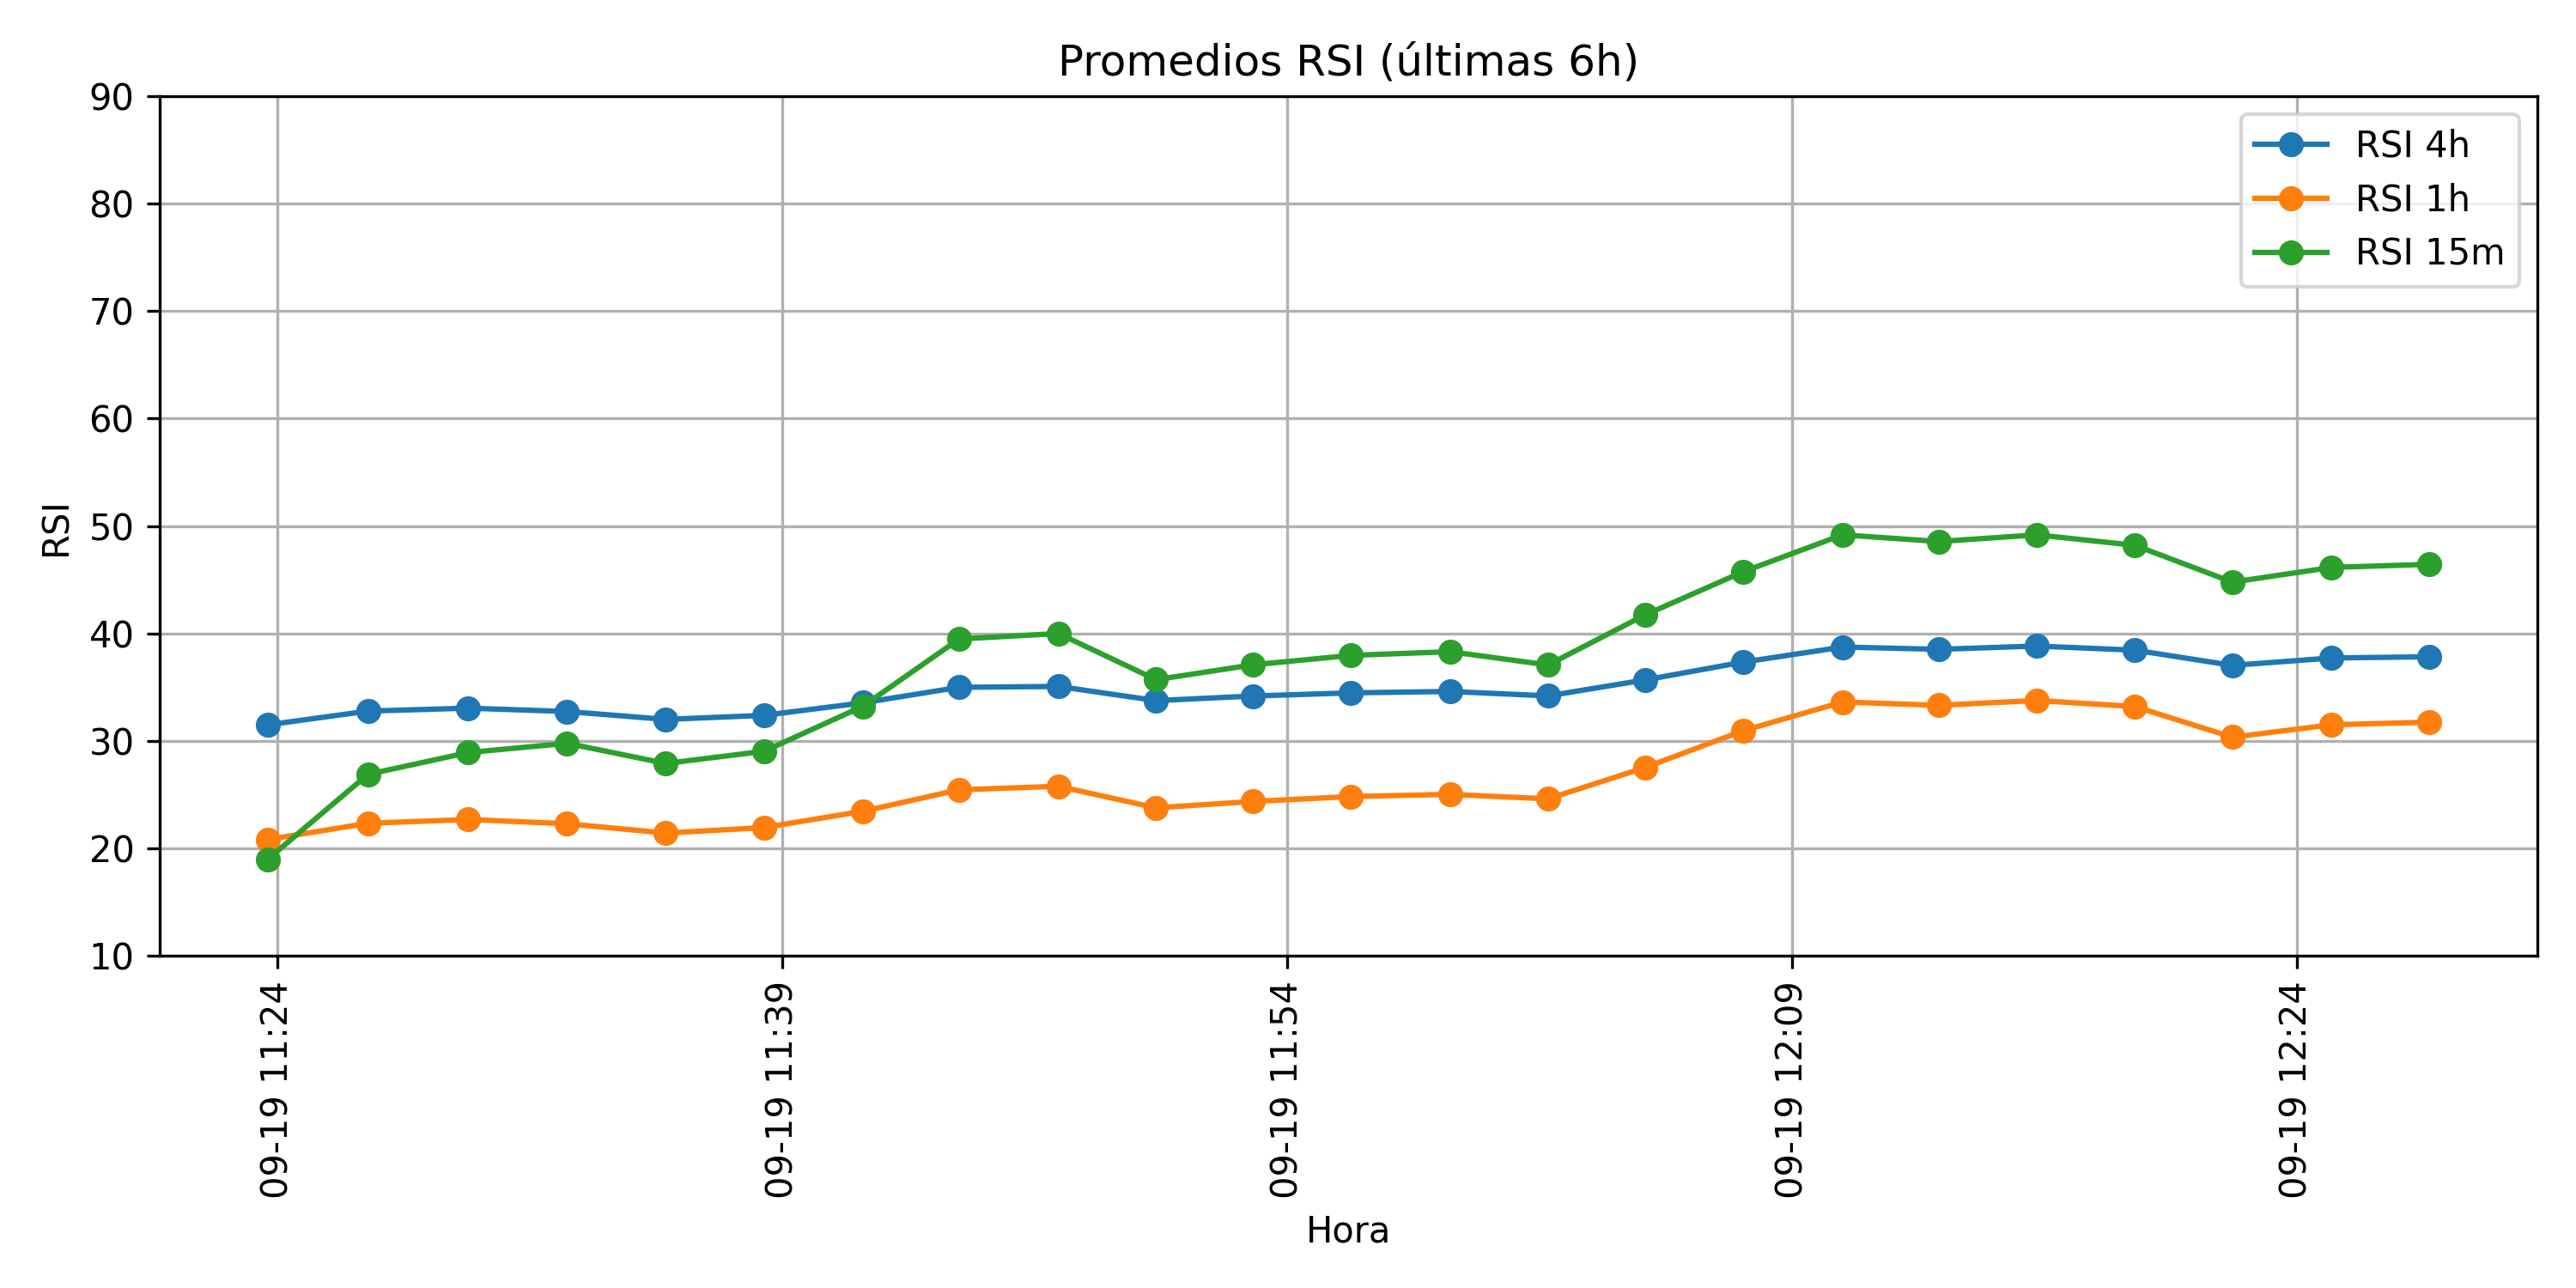 Promedios RSI (últimas 6h)
90
80
70
60
50
40
30
20
10
RSI
RSI 4h
RSI 1h
RSI 15m
09-19 11:24
09-19 11:39
09-19 11:54
09-19 12:09
09-19 12:24
Hora